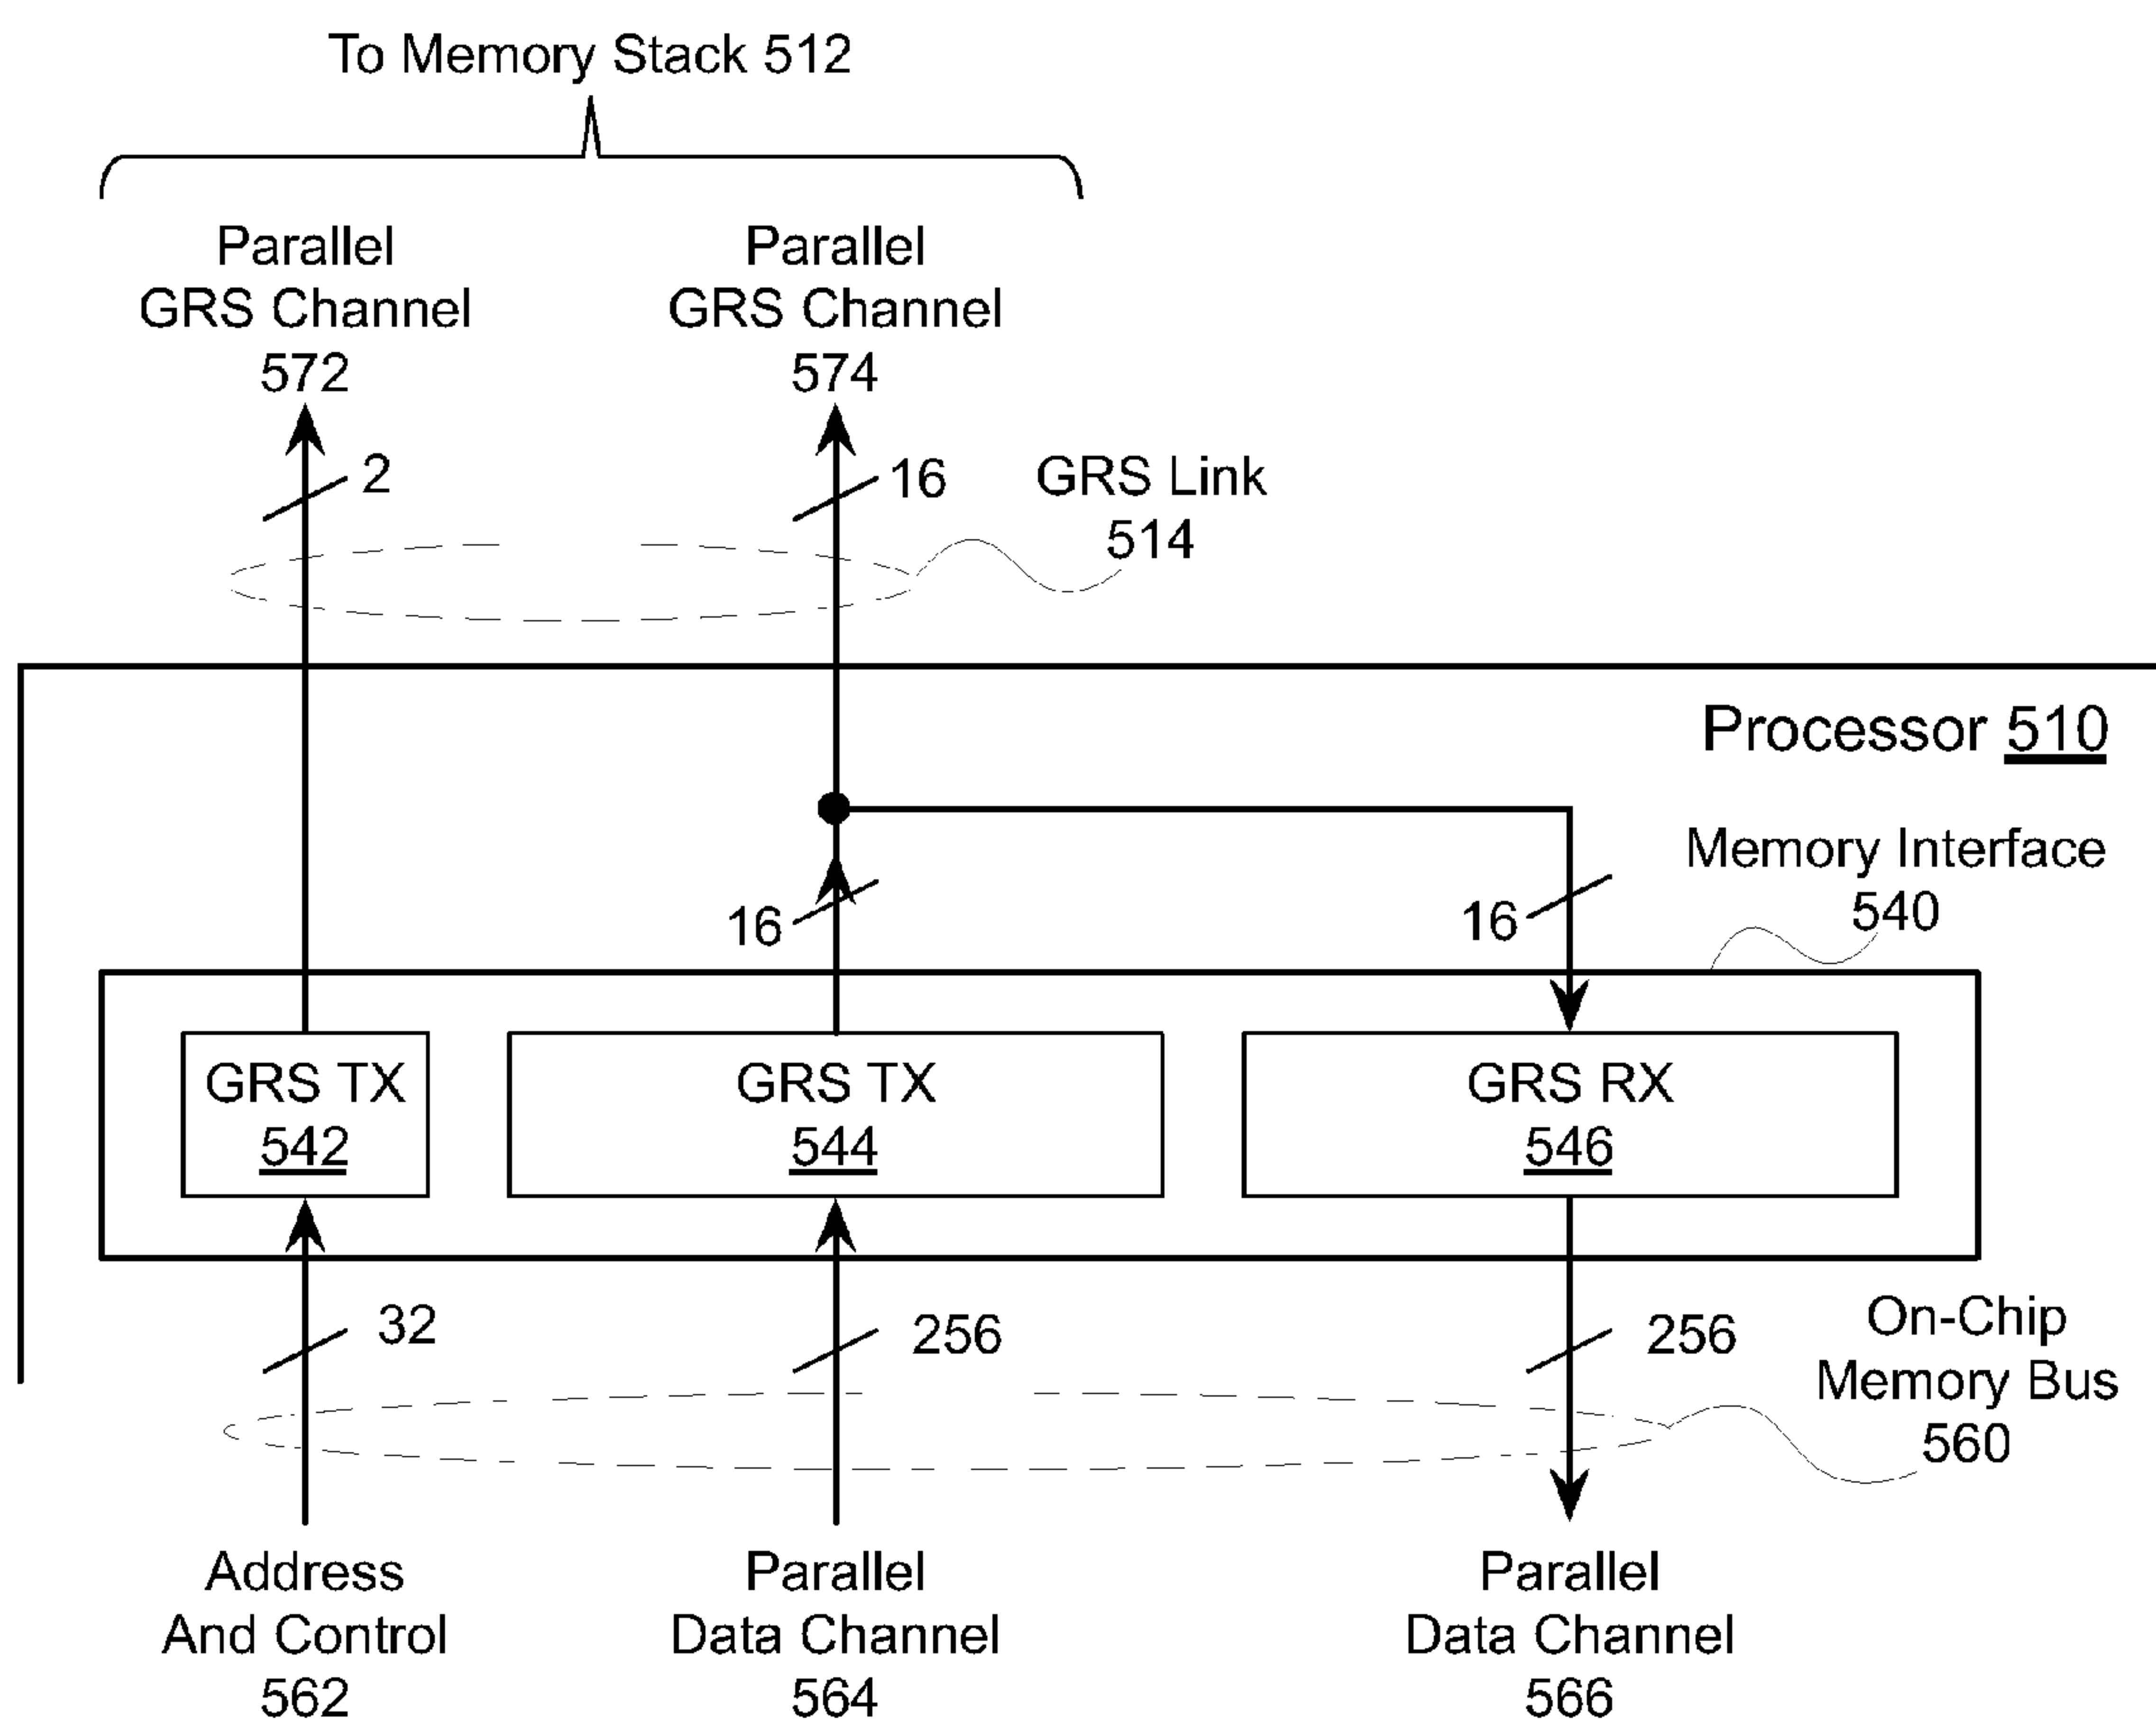 To Memory Stack 512
Parallel
GRS Channel
572
Parallel
GRS Channel
574
2
16
GRS Link
514
Processor 510
Memory Interface
540
16
16
GRS TX
542
GRS TX
544
GRS RX
546
32
256
256
On-Chip
Memory Bus
560
Address
And Control
562
Parallel
Data Channel
564
Parallel
Data Channel
566